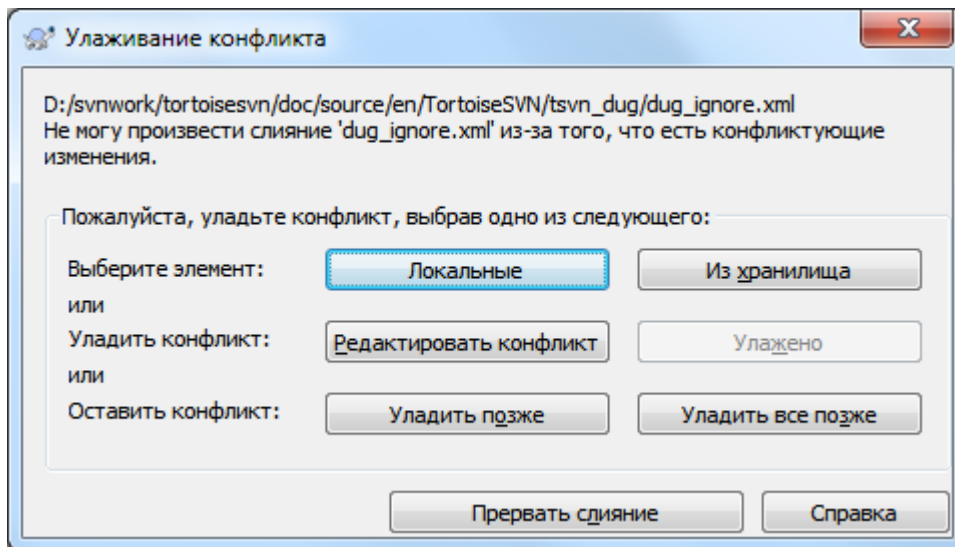 Улаживание конфликта
D:/svnwork/tortoisesvn/doc/source/en/TortoiseSVN/tsvn_dug/dug_ignore.xml
Не могу произвести слияние 'dug_ignore.xml' из-за того, что есть конфликтующие
изменения.
Пожалуйста, уладьте конфликт, выбрав одно из следующего:
Выберите элемент: Локальные Из хранилища
или
Уладить конфликт: Редактировать конфликт Улажено
или
Оставить конфликт: Уладить позже Уладить все позже
Прервать слияние Справка